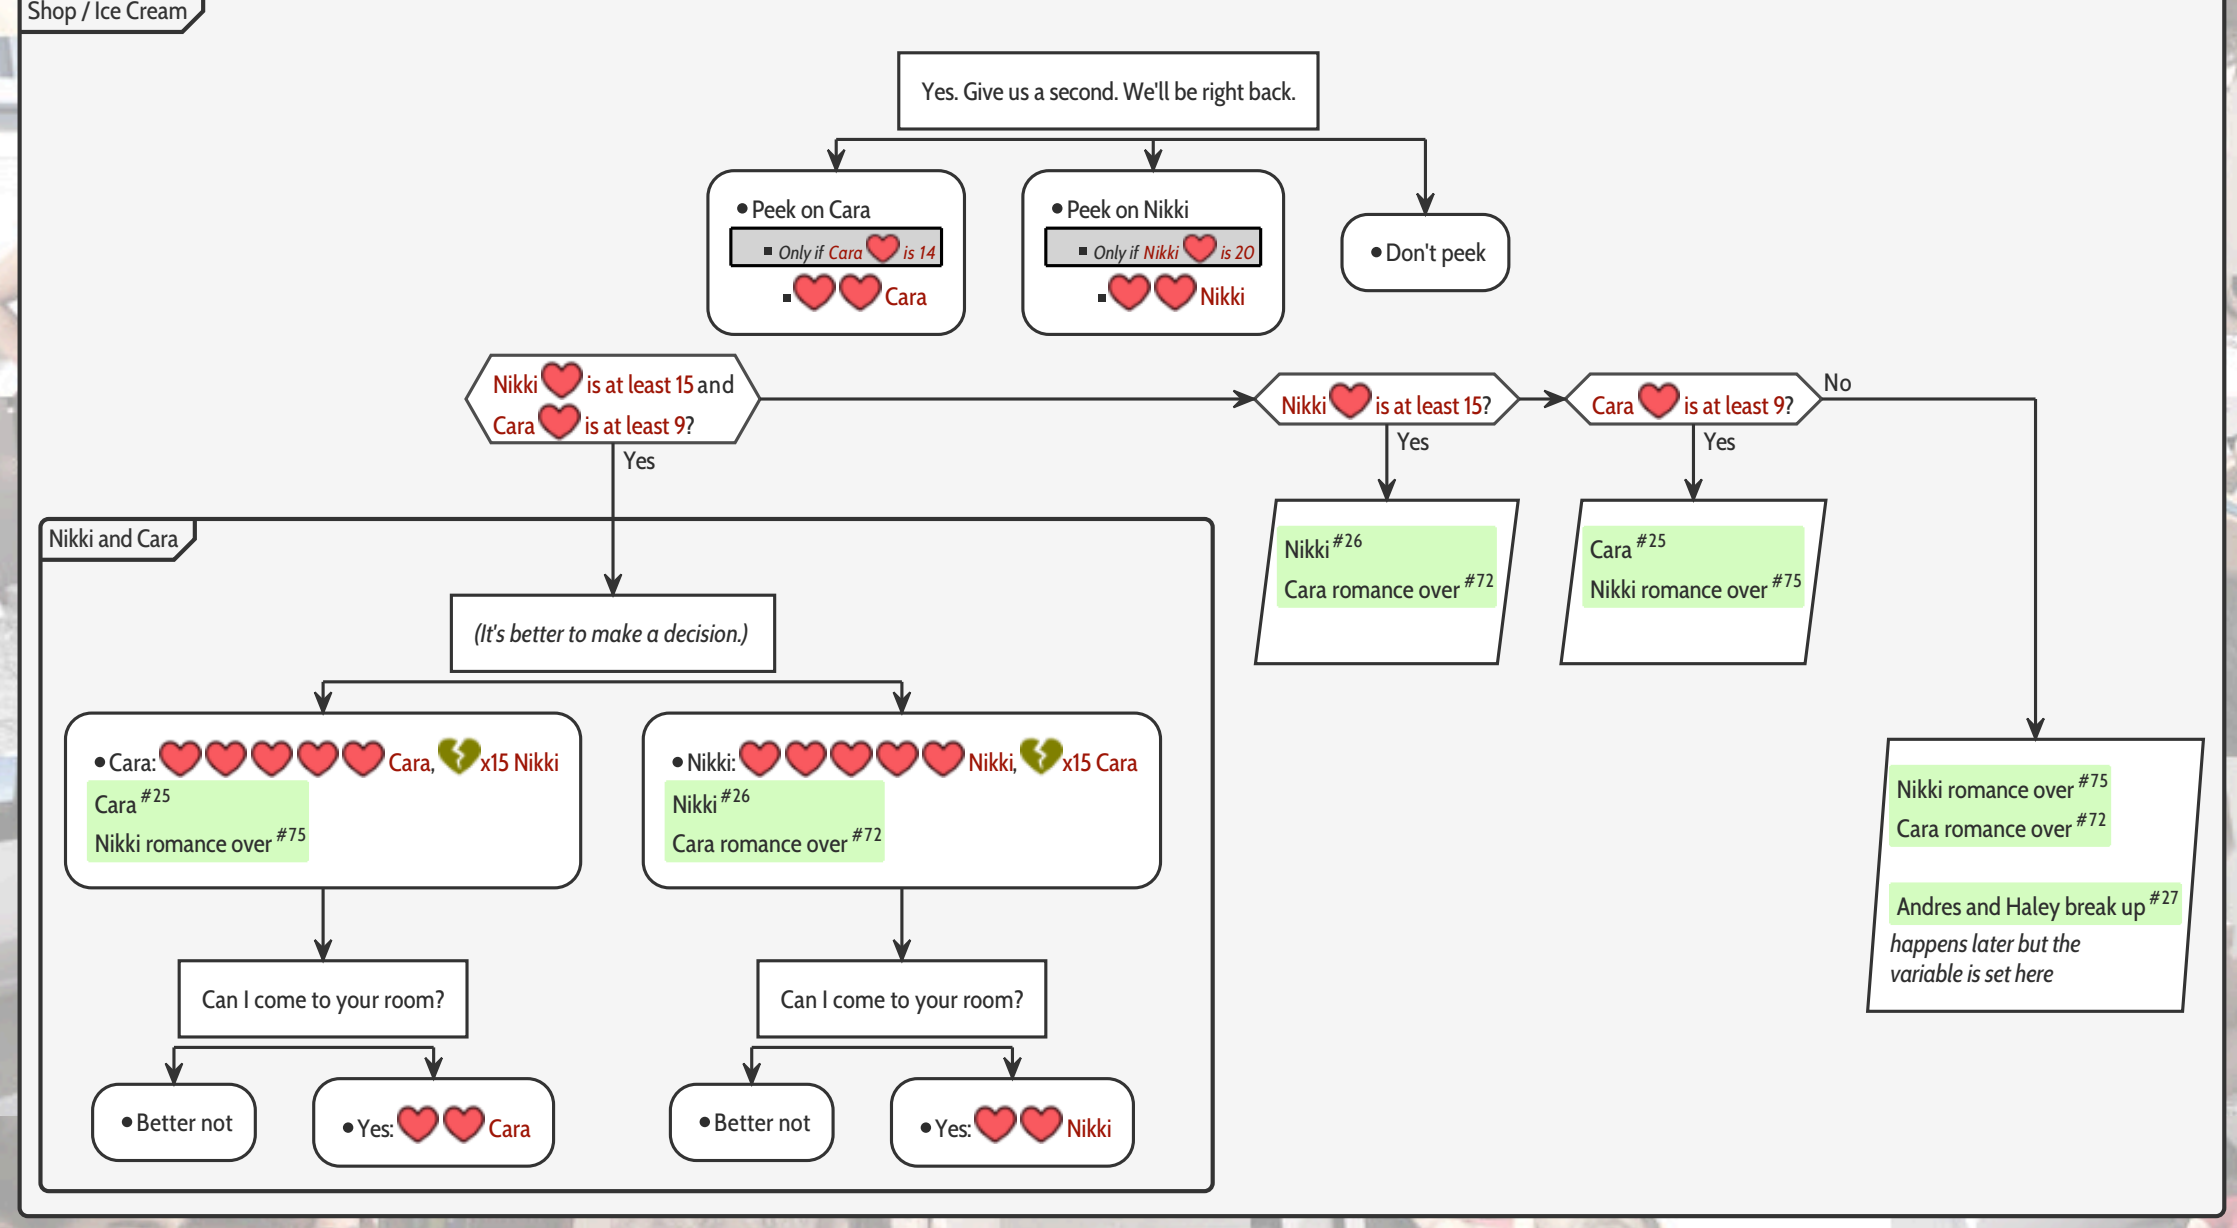 Shop / Ice Cream
Yes. Give us a second. We'll be right back.
Peek on Cara
Only if Cara is 14
Cara
Peek on Nikki
Only if Nikki is 20
Nikki
Don't peek
Nikki is at least 15 and
Cara is at least 9?
Yes
Nikki is at least 15?
Yes
Cara is at least 9?
No
Yes
Nikki #26
Cara romance over #72
Cara #25
Nikki romance over #75
Nikki and Cara
(It's better to make a decision.)
Cara: Cara, x15 Nikki
Cara #25
Nikki romance over #75
Nikki: Nikki, x15 Cara
Nikki #26
Cara romance over #72
Can I come to your room?
Can I come to your room?
Better not
Yes: Cara
Better not
Yes: Nikki
Nikki romance over #75
Cara romance over #72
Andres and Haley break up #27
happens later but the
variable is set here